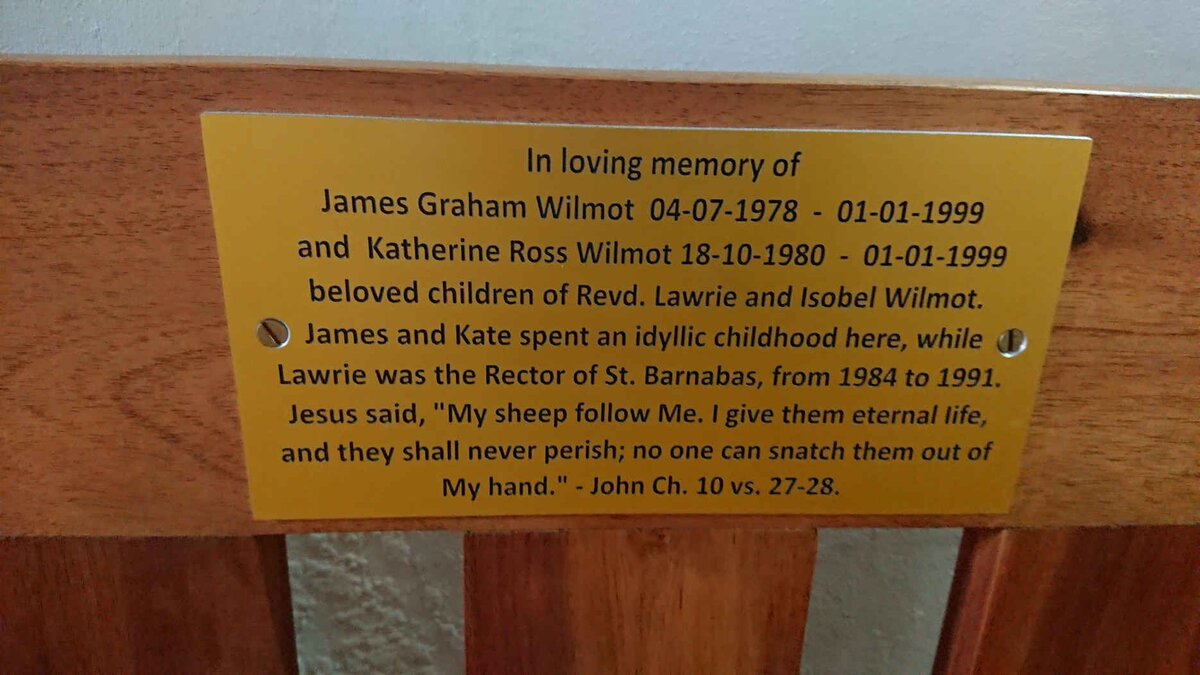 In loving memory of
James Graham Wilmot 04-07-1978 - 01-01-1999
and Katherine Ross Wilmot 18-10-1980 - 01-01-1999
beloved children of Revd. Lawrie and Isobel Wilmot.
James and Kate spent an idyllic childhood here, while
Lawrie was the Rector of St. Barnabas, from 1984 to 1991.
Jesus said, "My sheep follow Me. I give them eternal life,
and they shall never perish; no one can snatch them out of
My hand." - John Ch. 10 vs. 27-28.